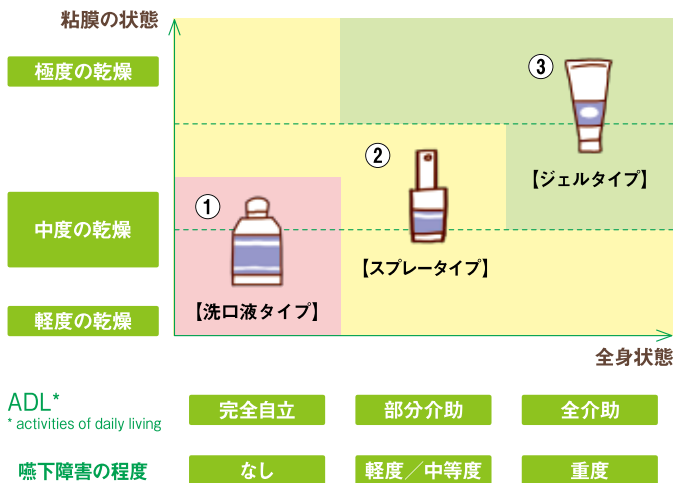 粘膜の状態
極度の乾燥
③
【ジェルタイプ】
②
中度の乾燥
①
【スプレータイプ】
【洗口液タイプ】
軽度の乾燥
全身状態
ADL*
* activities of daily living
完全自立
部分介助
全介助
嚥下障害の程度
なし
軽度／中等度
重度